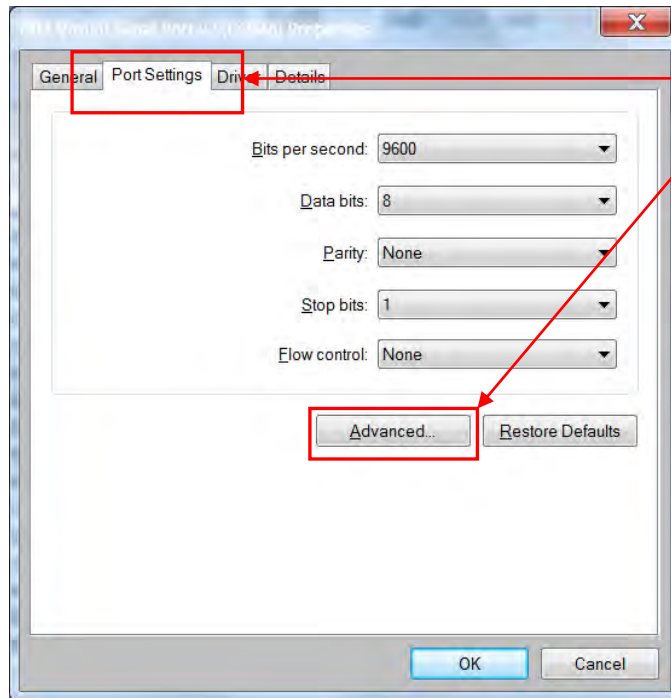 General Port Settings Driver Details
Bits per second: 9600
Data bits: 8
Parity: None
Stop bits: 1
Flow control: None
Advanced... Restore Defaults
OK Cancel